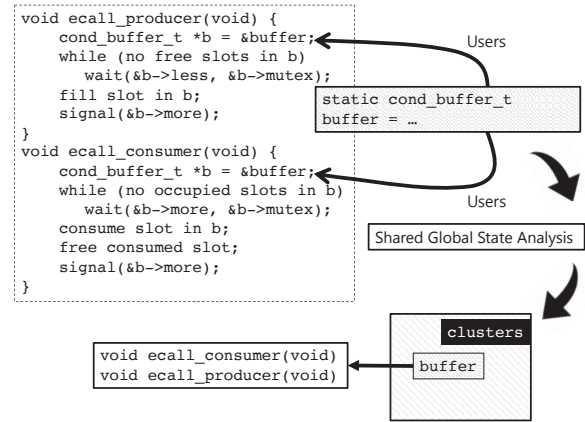 void ecall_producer(void) {
cond_buffer_t *b = &buffer;
while (no free slots in b)
wait(&b->less, &b->mutex);
fill slot in b;
signal(&b->more);
}
void ecall_consumer(void) {
cond_buffer_t *b = &buffer;
while (no occupied slots in b)
wait(&b->more, &b->mutex);
consume slot in b;
free consumed slot;
signal(&b->more);
}
Users
static cond_buffer_t
buffer = …
Users
Shared Global State Analysis
clusters
buffer
void ecall_consumer(void)
void ecall_producer(void)